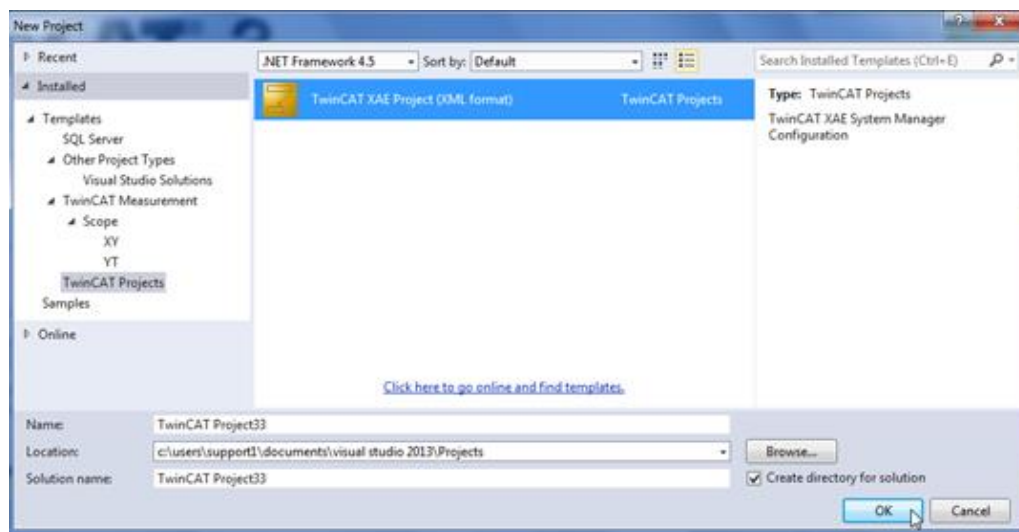 New Project
Recent
.NET Framework 4.5
Sort by: Default
Search Installed Templates (Ctrl+E)
Installed
Templates
SQL Server
Other Project Types
Visual Studio Solutions
TwinCAT Measurement
Scope
XY
YT
TwinCAT Projects
Samples
Online
TwinCAT XAE Project (XML format) TwinCAT Projects
Type: TwinCAT Projects
TwinCAT XAE System Manager
Configuration
Click here to go online and find templates.
Name: TwinCAT Project33
Location: c:\users\support1\documents\visual studio 2013\Projects Browse...
Solution name: TwinCAT Project33 Create directory for solution
OK Cancel